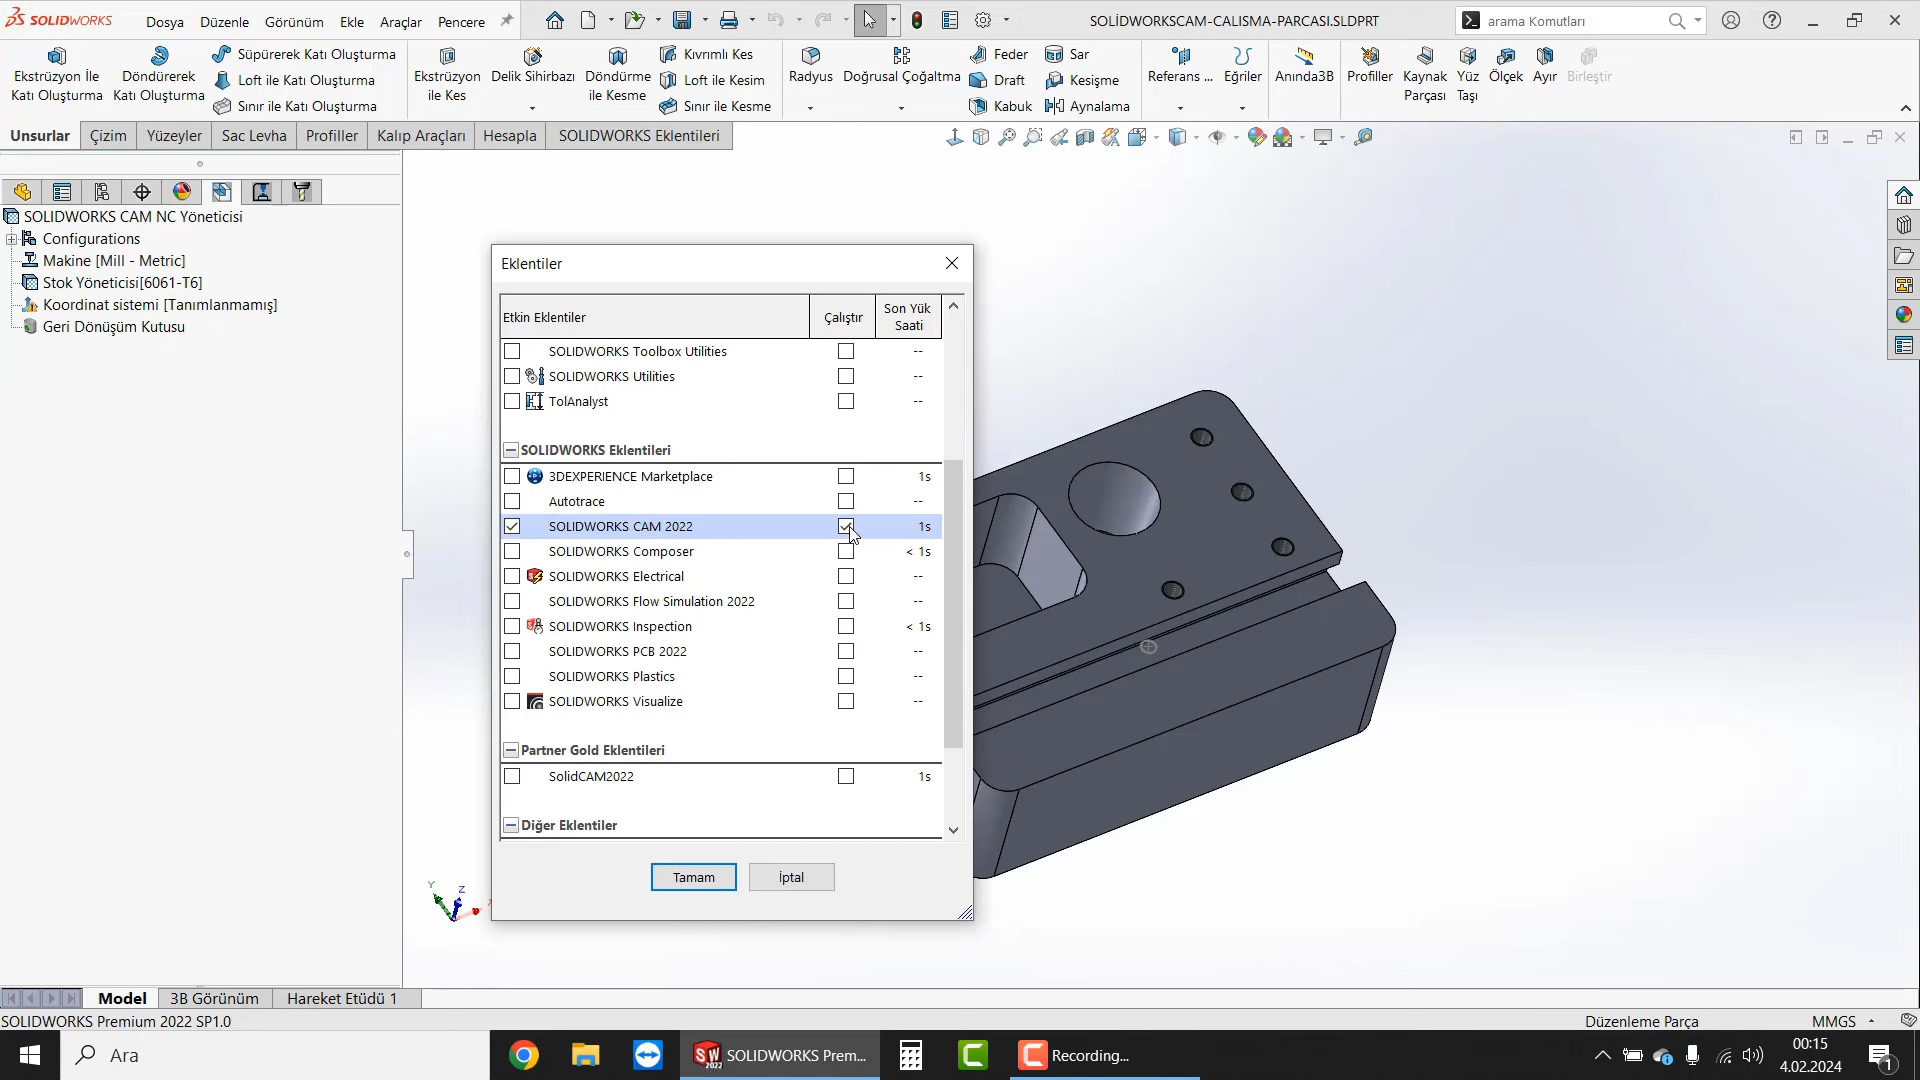 SOLIDWORKS
Dosya
Düzenle
Görünüm
Ekle
Araçlar
Pencere
SOLİDWORKSCAM-CALISMA-PARCASI.SLDPRT
arama Komutları
Ekstrüzyon İle
Katı Oluşturma
Döndürerek
Katı Oluşturma
Süpürerek Katı Oluşturma
Loft ile Katı Oluşturma
Sınır ile Katı Oluşturma
Ekstrüzyon
ile Kes
Delik Sihirbazı
Döndürme
ile Kesme
Kıvrımlı Kes
Loft ile Kesim
Sınır ile Kesme
Radyus
Doğrusal Çoğaltma
Feder
Draft
Kabuk
Sar
Kesişme
Aynalama
Referans ...
Eğriler
Anında3B
Profiller
Kaynak
Parçası
Yüz
Taşı
Ölçek
Ayır
Birleştir
Unsurlar
Çizim
Yüzeyler
Sac Levha
Profiller
Kalıp Araçları
Hesapla
SOLIDWORKS Eklentileri
SOLIDWORKS CAM NC Yöneticisi
Configurations
Makine [Mill - Metric]
Stok Yöneticisi[6061-T6]
Koordinat sistemi [Tanımlanmamış]
Geri Dönüşüm Kutusu
Eklentiler
Etkin Eklentiler
Çalıştır
Son Yük
Saati
SOLIDWORKS Toolbox Utilities --
SOLIDWORKS Utilities --
TolAnalyst --
SOLIDWORKS Eklentileri
3DEXPERIENCE Marketplace 1s
Autotrace --
SOLIDWORKS CAM 2022 1s
SOLIDWORKS Composer < 1s
SOLIDWORKS Electrical --
SOLIDWORKS Flow Simulation 2022 --
SOLIDWORKS Inspection < 1s
SOLIDWORKS PCB 2022 --
SOLIDWORKS Plastics --
SOLIDWORKS Visualize --
Partner Gold Eklentileri
SolidCAM2022 1s
Diğer Eklentiler
Tamam
İptal
Y
Z
Model
3B Görünüm
Hareket Etüdü 1
SOLIDWORKS Premium 2022 SP1.0
Düzenleme Parça
MMGS
Ara
SW
2022
SOLIDWORKS Prem...
Recording...
00:15
4.02.2024
1